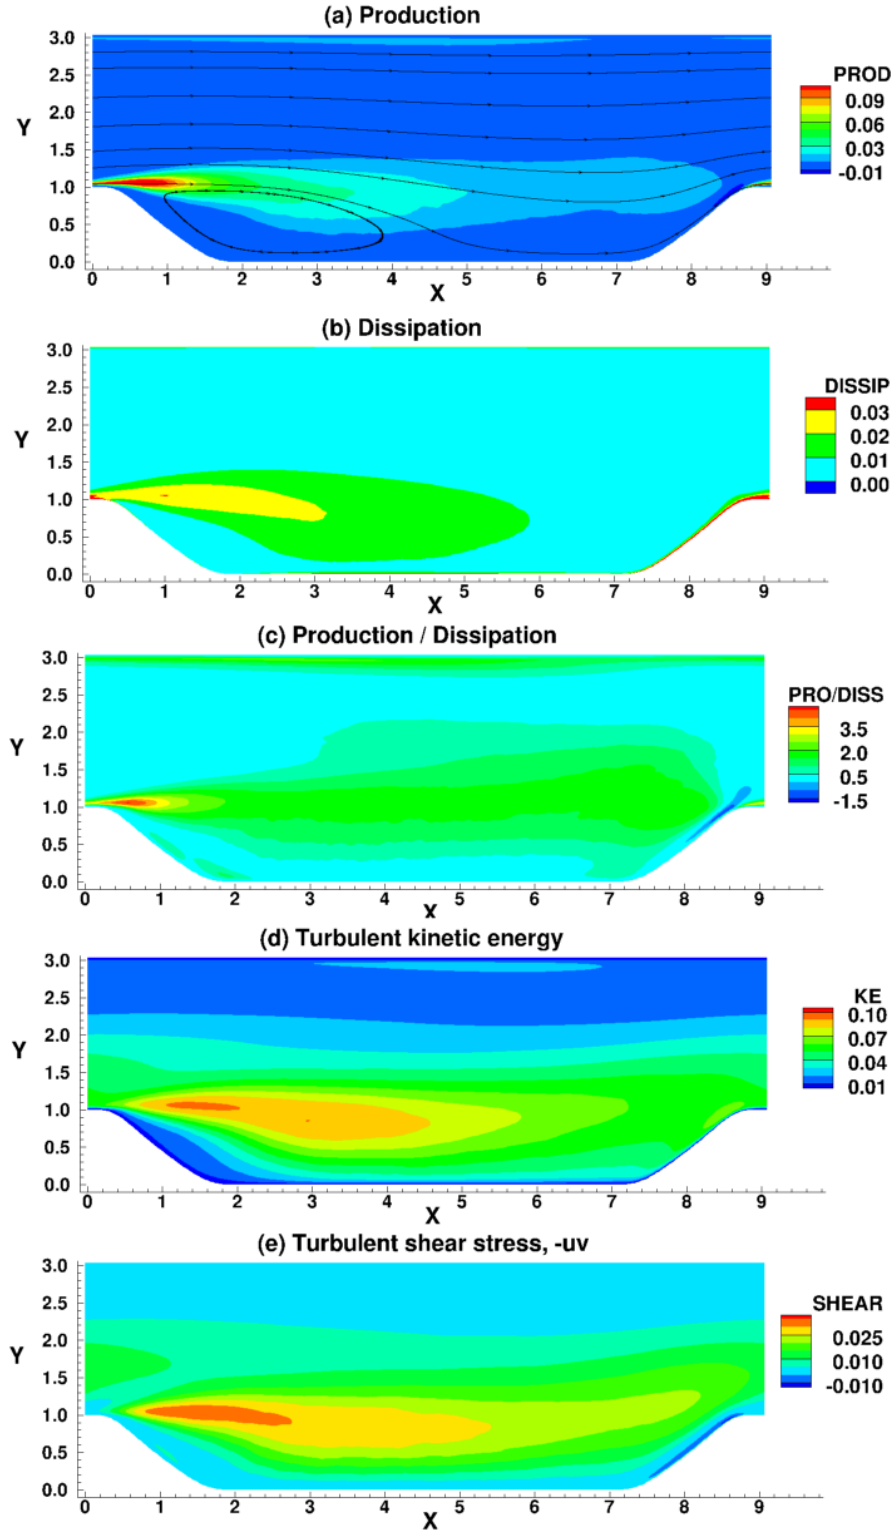 (a) Production
3.0
2.5
2.0
1.5
1.0
0.5
0.0
Y
0 1 2 3 4 5 6 7 8 9
X
PROD
0.09
0.06
0.03
-0.01
(b) Dissipation
3.0
2.5
2.0
1.5
1.0
0.5
0.0
Y
0 1 2 3 4 5 6 7 8 9
X
DISSIP
0.03
0.02
0.01
0.00
(c) Production / Dissipation
3.0
2.5
2.0
1.5
1.0
0.5
0.0
Y
0 1 2 3 4 5 6 7 8 9
X
PRO/DISS
3.5
2.0
0.5
-1.5
(d) Turbulent kinetic energy
3.0
2.5
2.0
1.5
1.0
0.5
0.0
Y
0 1 2 3 4 5 6 7 8 9
X
KE
0.10
0.07
0.04
0.01
(e) Turbulent shear stress, -uv
3.0
2.5
2.0
1.5
1.0
0.5
0.0
Y
0 1 2 3 4 5 6 7 8 9
X
SHEAR
0.025
0.010
-0.010